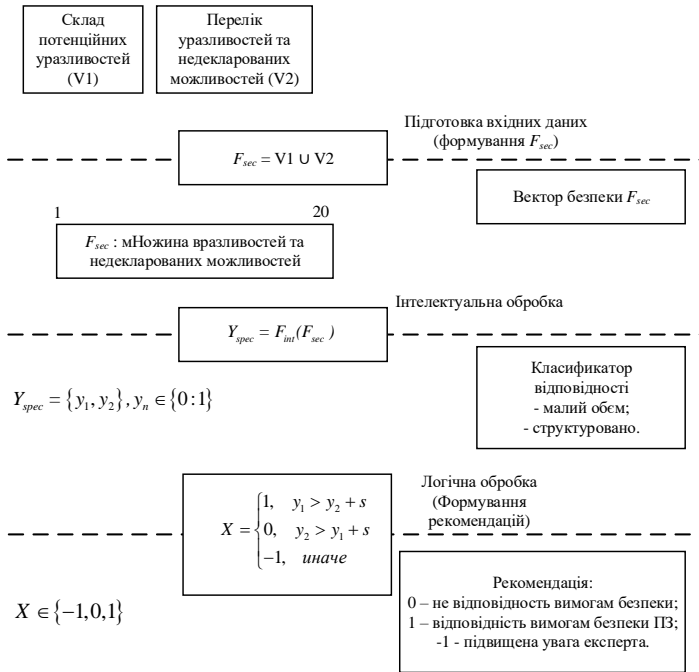 Склад
потенційних
уразливостей
(V1)
Перелік
уразливостей та
недекларованих
можливостей (V2)
Підготовка вхідних даних
(формування F_sec)
F_sec = V1 ∪ V2
Вектор безпеки F_sec
1 20
F_sec : мНожина вразливостей та
недекларованих можливостей
Інтелектуальна обробка
Y_spec = F_int(F_sec )
Класификатор
відповідності
- малий обєм;
- структуровано.
Y_spec = {y_1, y_2}, y_n ∈ {0:1}
Логічна обробка
(Формування
рекомендацій)
X = {1, y_1 > y_2 + s
0, y_2 > y_1 + s
−1, иначе
Рекомендація:
0 – не відповідность вимогам безпеки;
1 – відповідність вимогам безпеки ПЗ;
-1 - підвищена увага експерта.
X ∈ {−1,0,1}